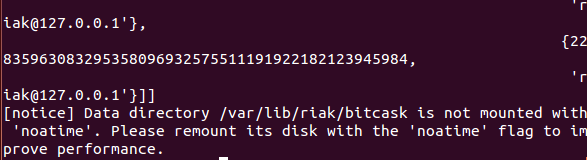 'r
iak@127.0.0.1'},
{22
835963083295358096932575511191922182123945984,
'r
iak@127.0.0.1'}]]
[notice] Data directory /var/lib/riak/bitcask is not mounted with
'noatime'. Please remount its disk with the 'noatime' flag to im
prove performance.